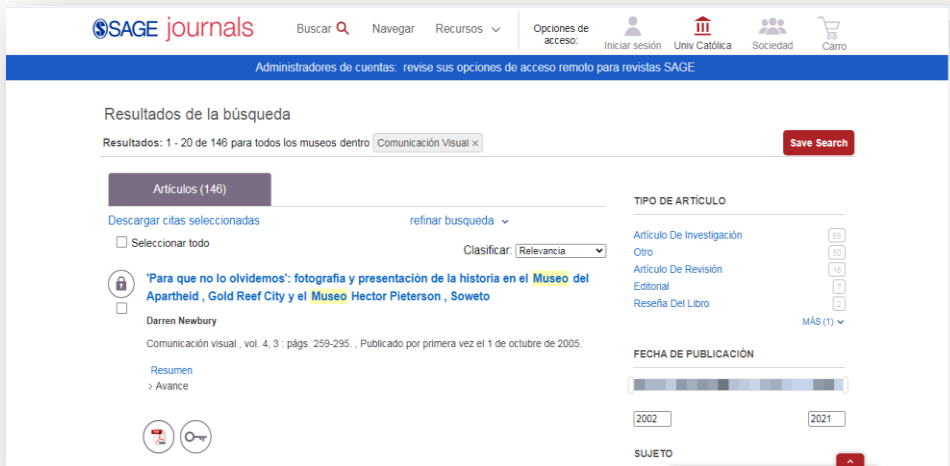 SAGE journals
Buscar
Navegar
Recursos
Opciones de acceso:
Iniciar sesión
Univ Católica
Sociedad
Carro
Administradores de cuentas: revise sus opciones de acceso remoto para revistas SAGE
Resultados de la búsqueda
Resultados: 1 - 20 de 146 para todos los museos dentro Comunicación Visual ×
Save Search
Artículos (146)
Descargar citas seleccionadas
refinar busqueda
Seleccionar todo
Clasificar: Relevancia
'Para que no lo olvidemos': fotografía y presentación de la historia en el Museo del
Apartheid , Gold Reef City y el Museo Hector Pieterson , Soweto
Darren Newbury
Comunicación visual , vol. 4, 3 : págs. 259-295. , Publicado por primera vez el 1 de octubre de 2005.
Resumen
> Avance
TIPO DE ARTÍCULO
Artículo De Investigación 68
Otro 50
Artículo De Revisión 18
Editorial 7
Reseña Del Libro 2
MÁS (1)
FECHA DE PUBLICACIÓN
2002
2021
SUJETO